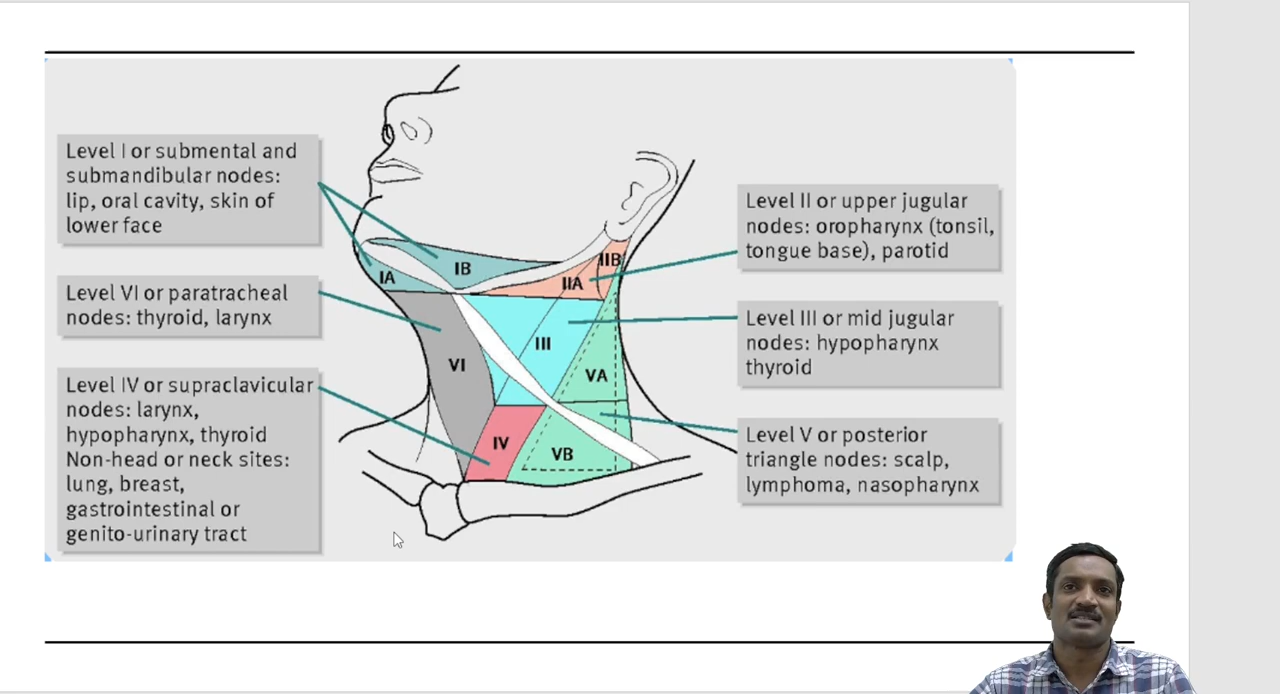 Level I or submental and
submandibular nodes:
lip, oral cavity, skin of
lower face
Level VI or paratracheal
nodes: thyroid, larynx
Level IV or supraclavicular
nodes: larynx,
hypopharynx, thyroid
Non-head or neck sites:
lung, breast,
gastrointestinal or
genito-urinary tract
IA
IB
IIA
IIB
III
VI
VA
IV
VB
Level II or upper jugular
nodes: oropharynx (tonsil,
tongue base), parotid
Level III or mid jugular
nodes: hypopharynx
thyroid
Level V or posterior
triangle nodes: scalp,
lymphoma, nasopharynx